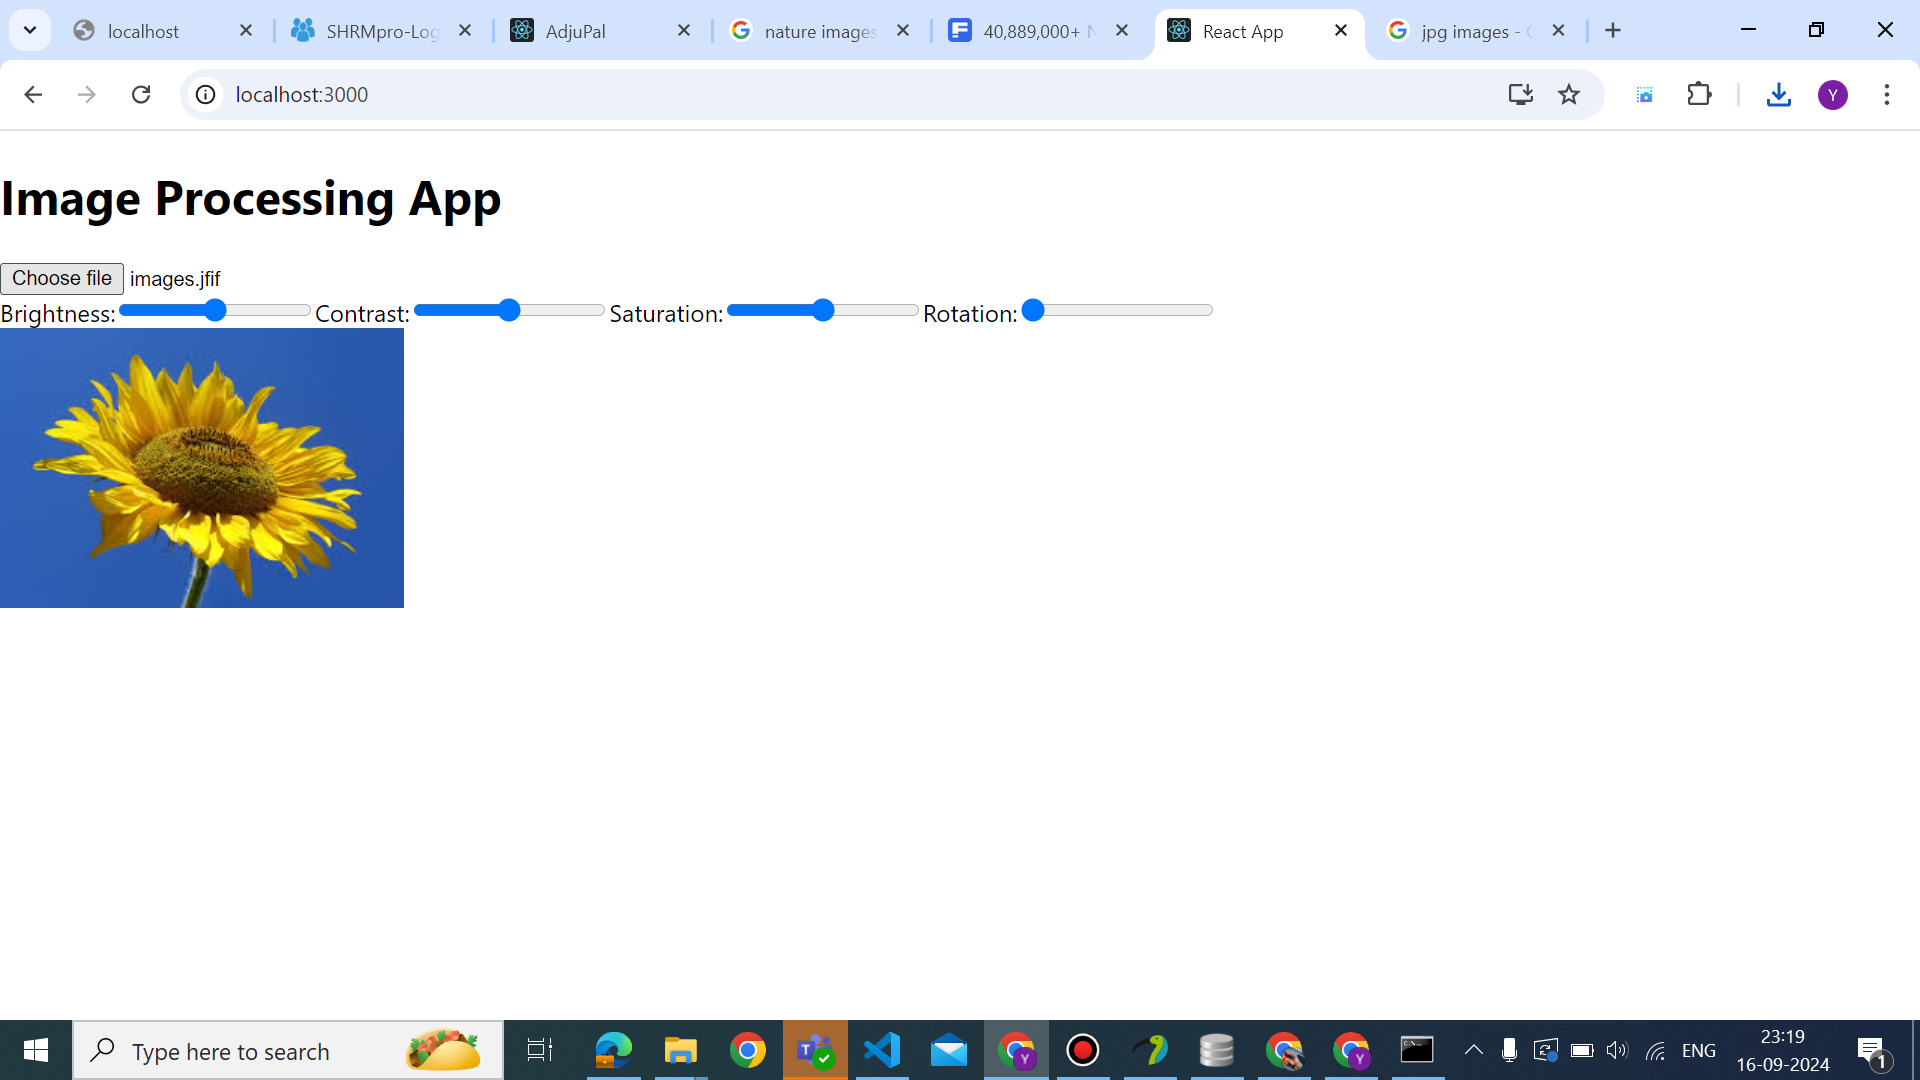 localhost
SHRMpro-Log
AdjuPal
nature images
40,889,000+ N
React App
jpg images -
localhost:3000
Y
Image Processing App
Choose file images.jfif
Brightness: Contrast: Saturation: Rotation:
Type here to search
ENG
23:19
16-09-2024
1